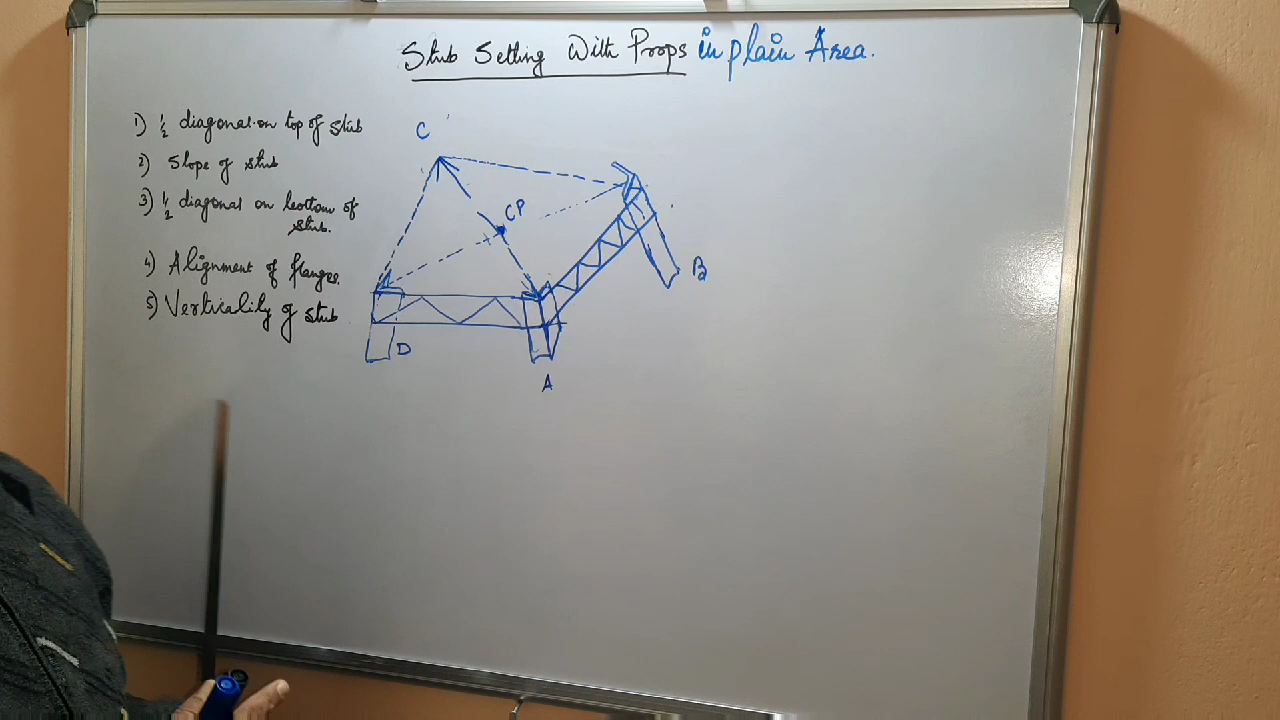 Stub Setting With Props in plain Area.
1) ½ diagonal on top of stub
2) Slope of stub
3) ½ diagonal on bottom of
stub.
4) Alignment of flange.
5) Verticality of stub
C
CP
B
D
A